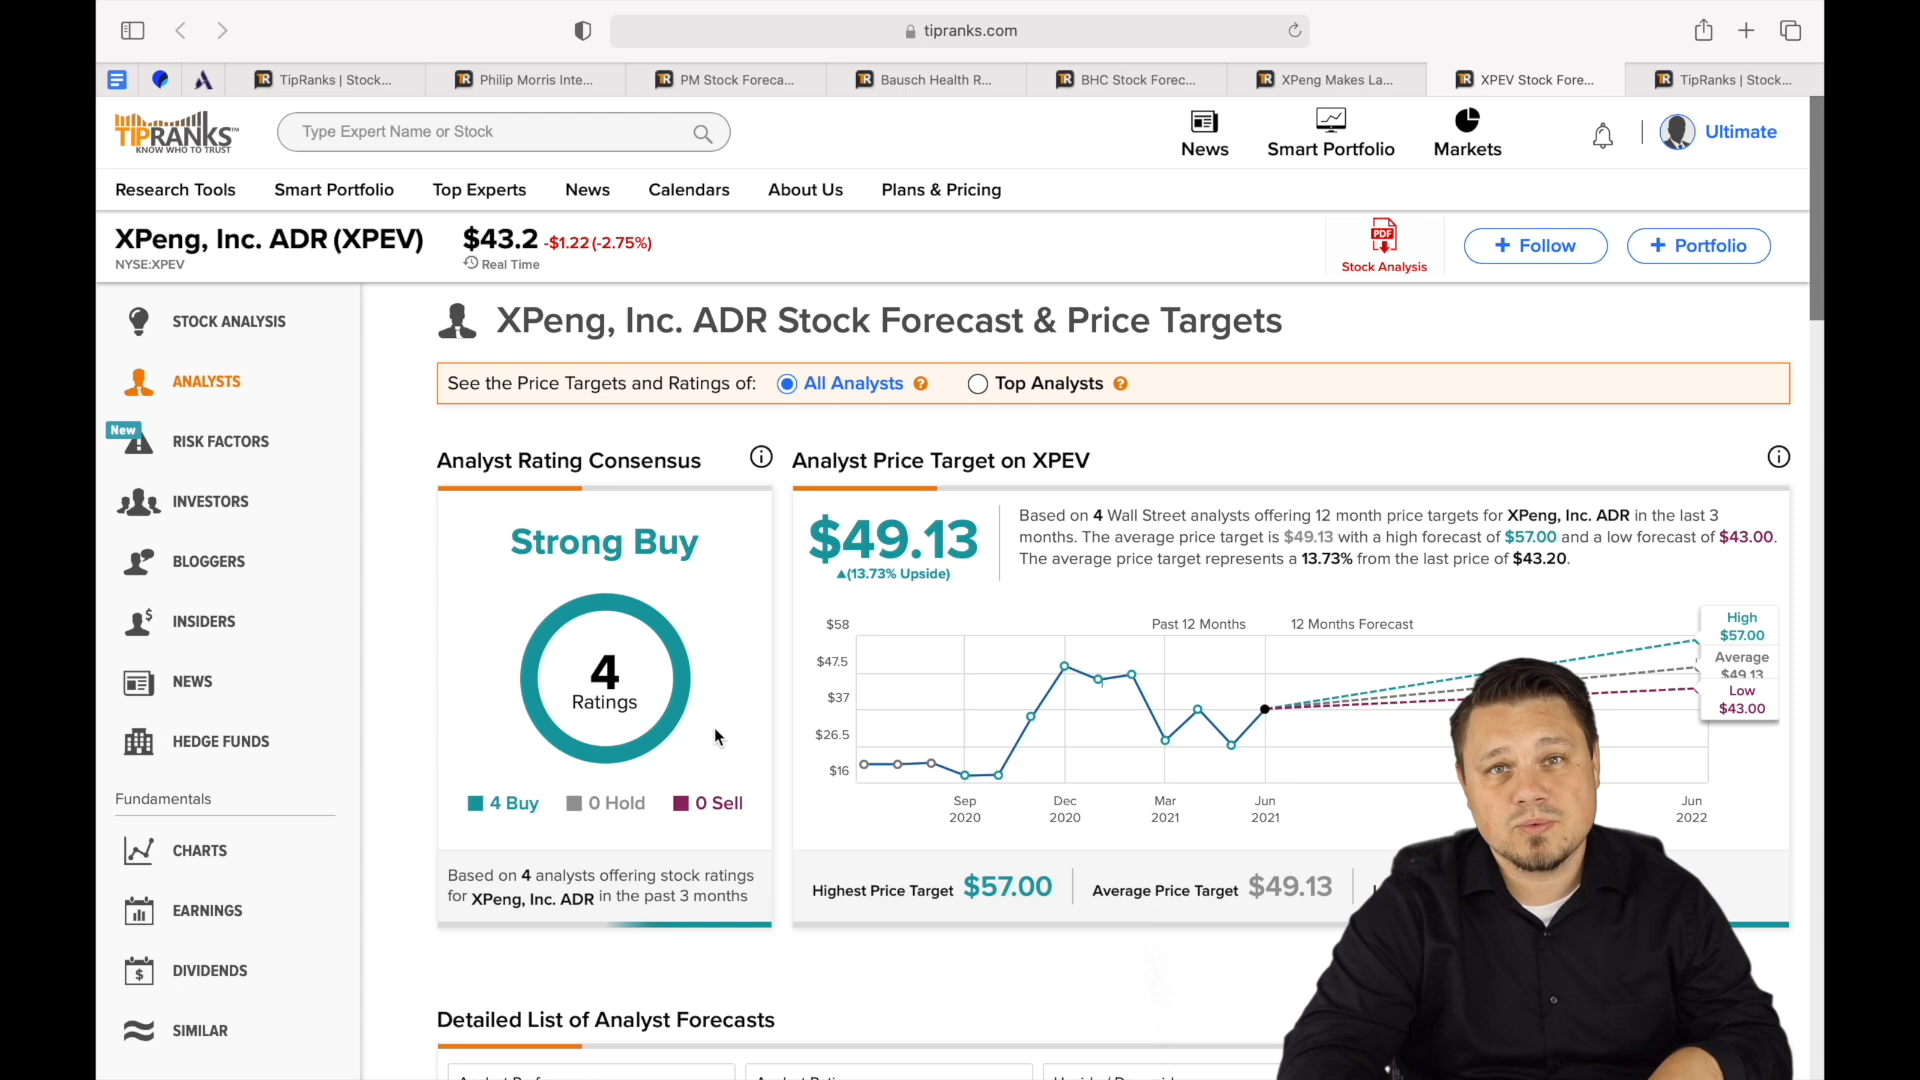 tipranks.com
TipRanks | Stock...
Philip Morris Inte...
PM Stock Foreca...
Bausch Health R...
BHC Stock Forec...
XPeng Makes La...
XPEV Stock Fore...
TipRanks | Stock...
TIPRANKS™
KNOW WHO TO TRUST
Type Expert Name or Stock
News
Smart Portfolio
Markets
Ultimate
Research Tools
Smart Portfolio
Top Experts
News
Calendars
About Us
Plans & Pricing
XPeng, Inc. ADR (XPEV)
NYSE:XPEV
$43.2 -$1.22 (-2.75%)
Real Time
PDF
Stock Analysis
+ Follow
+ Portfolio
STOCK ANALYSIS
ANALYSTS
New
RISK FACTORS
INVESTORS
BLOGGERS
INSIDERS
NEWS
HEDGE FUNDS
Fundamentals
CHARTS
EARNINGS
DIVIDENDS
SIMILAR
XPeng, Inc. ADR Stock Forecast & Price Targets
See the Price Targets and Ratings of: All Analysts ? Top Analysts ?
Analyst Rating Consensus
Strong Buy
4
Ratings
4 Buy 0 Hold 0 Sell
Based on 4 analysts offering stock ratings
for XPeng, Inc. ADR in the past 3 months
Analyst Price Target on XPEV
$49.13
▲(13.73% Upside)
Based on 4 Wall Street analysts offering 12 month price targets for XPeng, Inc. ADR in the last 3
months. The average price target is $49.13 with a high forecast of $57.00 and a low forecast of $43.00.
The average price target represents a 13.73% from the last price of $43.20.
Past 12 Months
12 Months Forecast
$58
$47.5
$37
$26.5
$16
High
$57.00
Average
$49.13
Low
$43.00
Sep
2020
Dec
2020
Mar
2021
Jun
2021
Jun
2022
Highest Price Target $57.00
Average Price Target $49.13
Detailed List of Analyst Forecasts